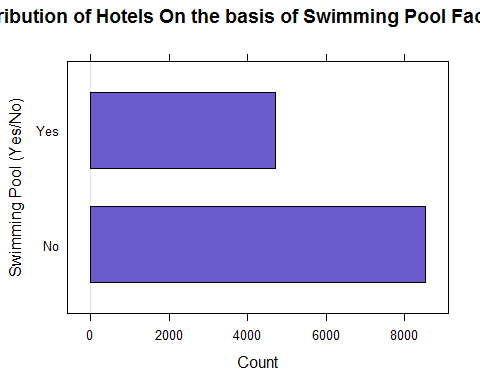 ribution of Hotels On the basis of Swimming Pool Fac
Swimming Pool (Yes/No)
Yes
No
0 2000 4000 6000 8000
Count